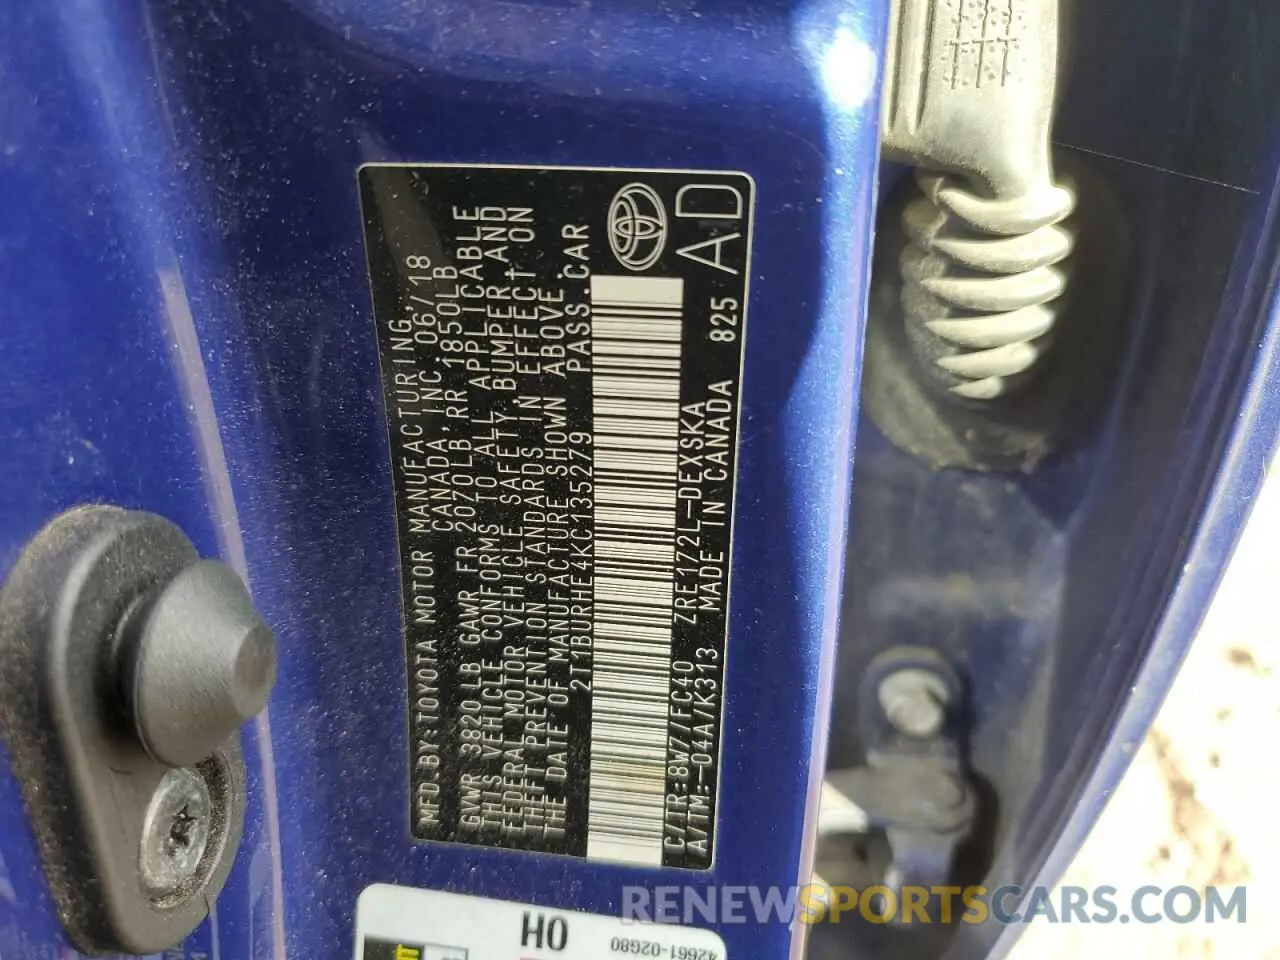 MFD.BY:TOYOTA MOTOR MANUFACTURING,
CANADA,INC. 06/18
GVWR 3820LB GAWR FR 2070LB,RR 1850LB
THIS VEHICLE CONFORMS TO ALL APPLICABLE
FEDERAL MOTOR VEHICLE SAFETY,BUMPER,AND
THEFT PREVENTION STANDARDS IN EFFECT ON
THE DATE OF MANUFACTURE SHOWN ABOVE.
2T1BURHE4KC135279 PASS.CAR
C/TR:8W7/FC40 ZRE172L-DEXSKA
A/TM:-04A/K313 MADE IN CANADA 825
AD
OH
42661-02G80
RENEWSPORTSCARS.COM